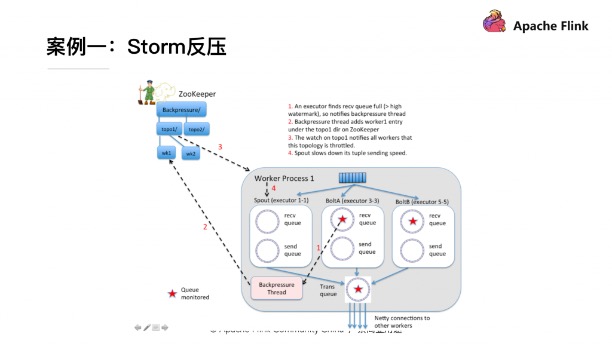 Apache Flink
案例一：Storm反压
ZooKeeper
Backpressure/
topo1/
topo2/
wk1
1. An executor finds recv queue full (> high
watermark), so notifies backpressure thread
2. Backpressure thread adds worker1 entry
under the topo1 dir on ZooKeeper
3. The watch on topo1 notifies all workers that
this topology is throttled.
4. Spout slows down its tuple sending speed.
3
Worker Process 1
4
Spout (executor 1-1)
BoltA (executor 3-3)
BoltB (executor 5-5)
recv
queue
recv
queue
recv
queue
2
1
send
queue
send
queue
send
queue
Backpressure
Thread
Trans
queue
Queue
monitored
Netty connections to
other workers
© Apache Flink Community China